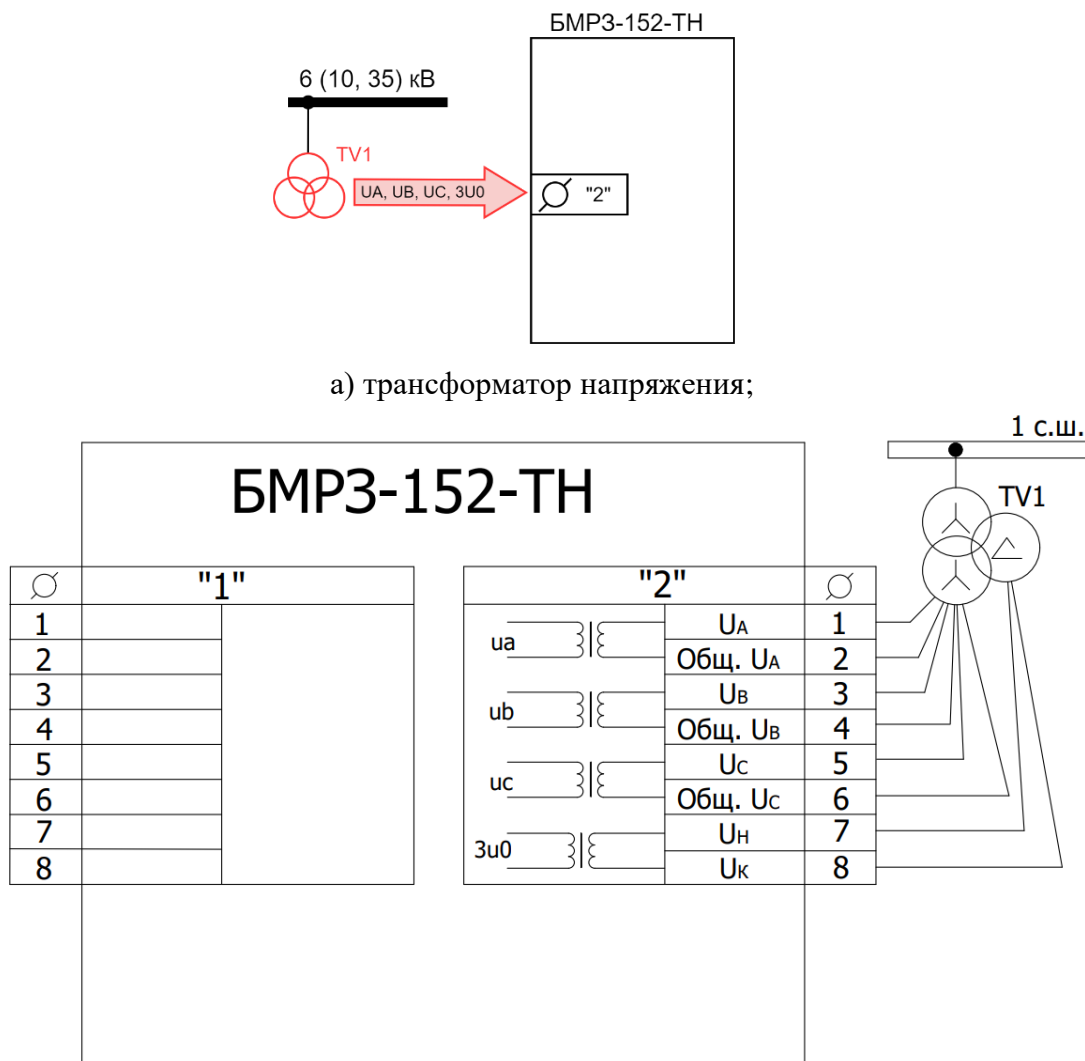 БМРЗ-152-ТН
6 (10, 35) кВ
TV1
UA, UB, UC, 3U0
"2"
а) трансформатор напряжения;
1 с.ш.
БМРЗ-152-ТН
TV1
"1"
"2"
1
2
3
4
5
6
7
8
ua
ub
uc
3u0
UA 1
Общ. UA 2
UB 3
Общ. UB 4
UC 5
Общ. UC 6
UН 7
UК 8